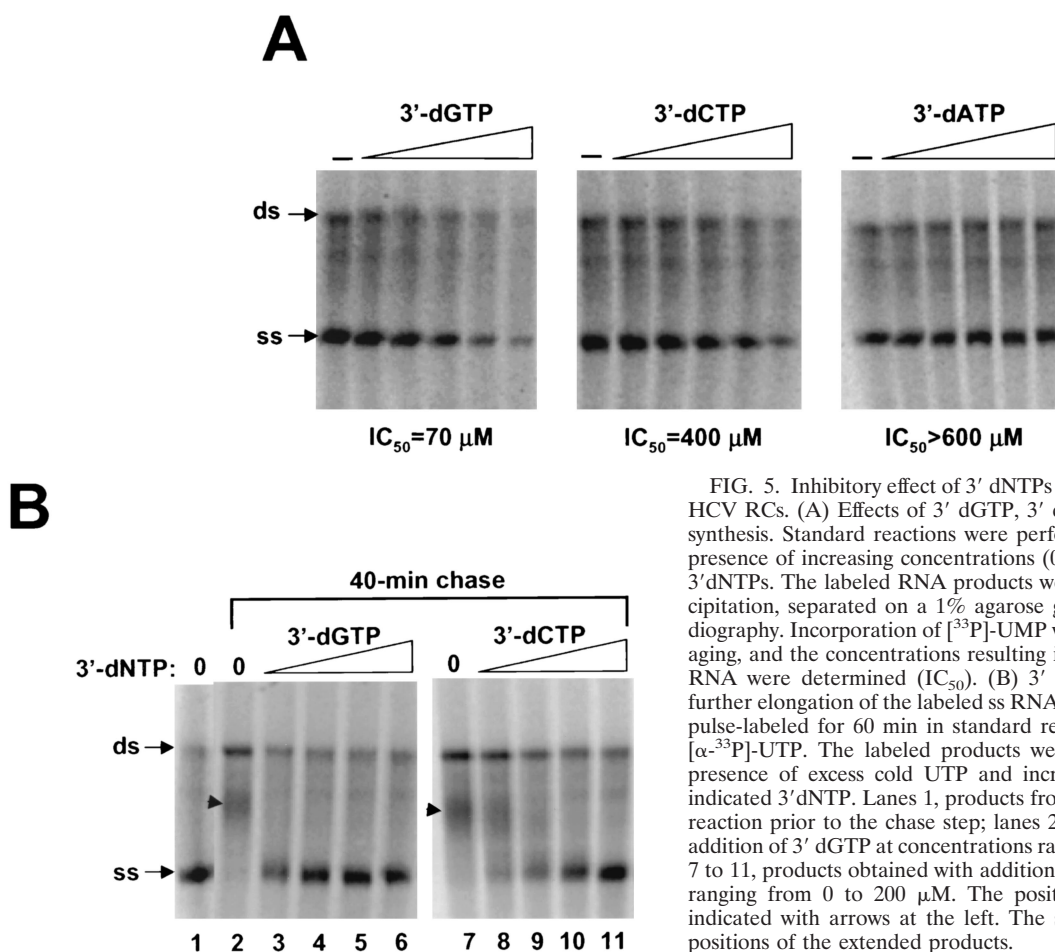 A
3'-dGTP
3'-dCTP
3'-dATP
–
–
–
ds
ss
IC50=70 µM
IC50=400 µM
IC50>600 µM
B
40-min chase
3'-dGTP
3'-dCTP
3'-dNTP: 0 0
0
ds
ss
1 2 3 4 5 6
7 8 9 10 11
FIG. 5. Inhibitory effect of 3′ dNTPs
HCV RCs. (A) Effects of 3′ dGTP, 3′
synthesis. Standard reactions were
presence of increasing concentrations (0
3′dNTPs. The labeled RNA products
cipitation, separated on a 1% agarose
diography. Incorporation of [33P]-UMP
aging, and the concentrations resulting
RNA were determined (IC50). (B) 3′
further elongation of the labeled ss RNA
pulse-labeled for 60 min in standard
[α-33P]-UTP. The labeled products
presence of excess cold UTP and
indicated 3′dNTP. Lanes 1, products
reaction prior to the chase step; lanes 2
addition of 3′ dGTP at concentrations
7 to 11, products obtained with addition
ranging from 0 to 200 µM. The
indicated with arrows at the left. The
positions of the extended products.